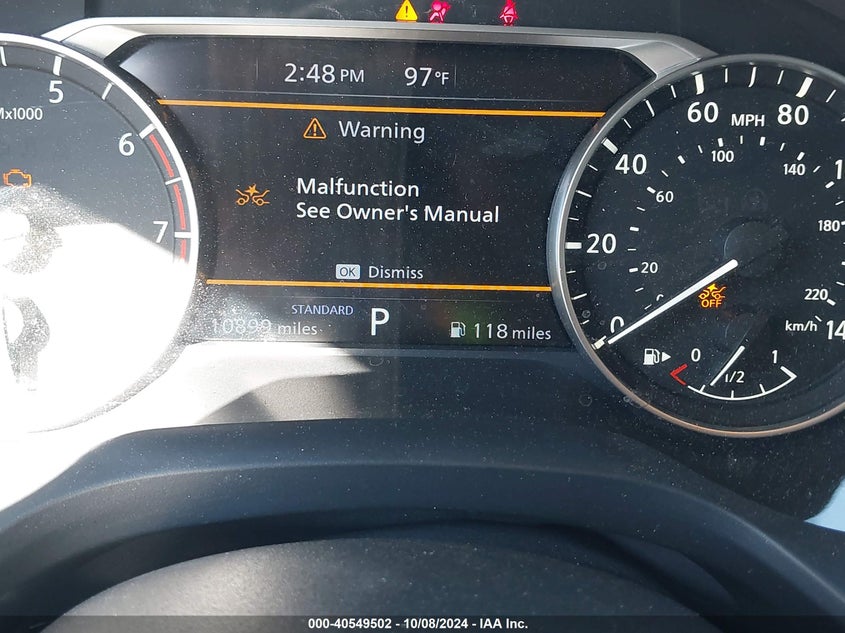 2:48 PM 97°F
Warning
Malfunction
See Owner's Manual
OK Dismiss
STANDARD
10899 miles P 118 miles
5
x1000
6
7
0
20
40
60
80
MPH
20
60
100
140
180
220
km/h
14
OFF
0 1/2 1
000-40549502 - 10/08/2024 - IAA Inc.